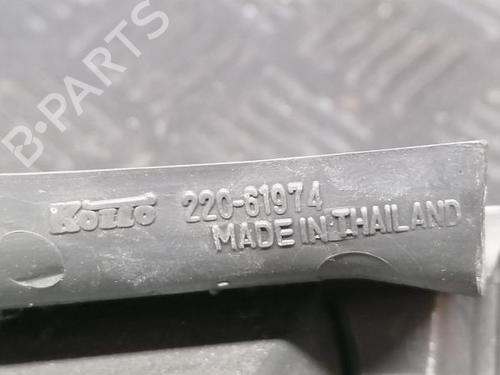 B-PARTS
Koito 220-61974
MADE IN THAILAND